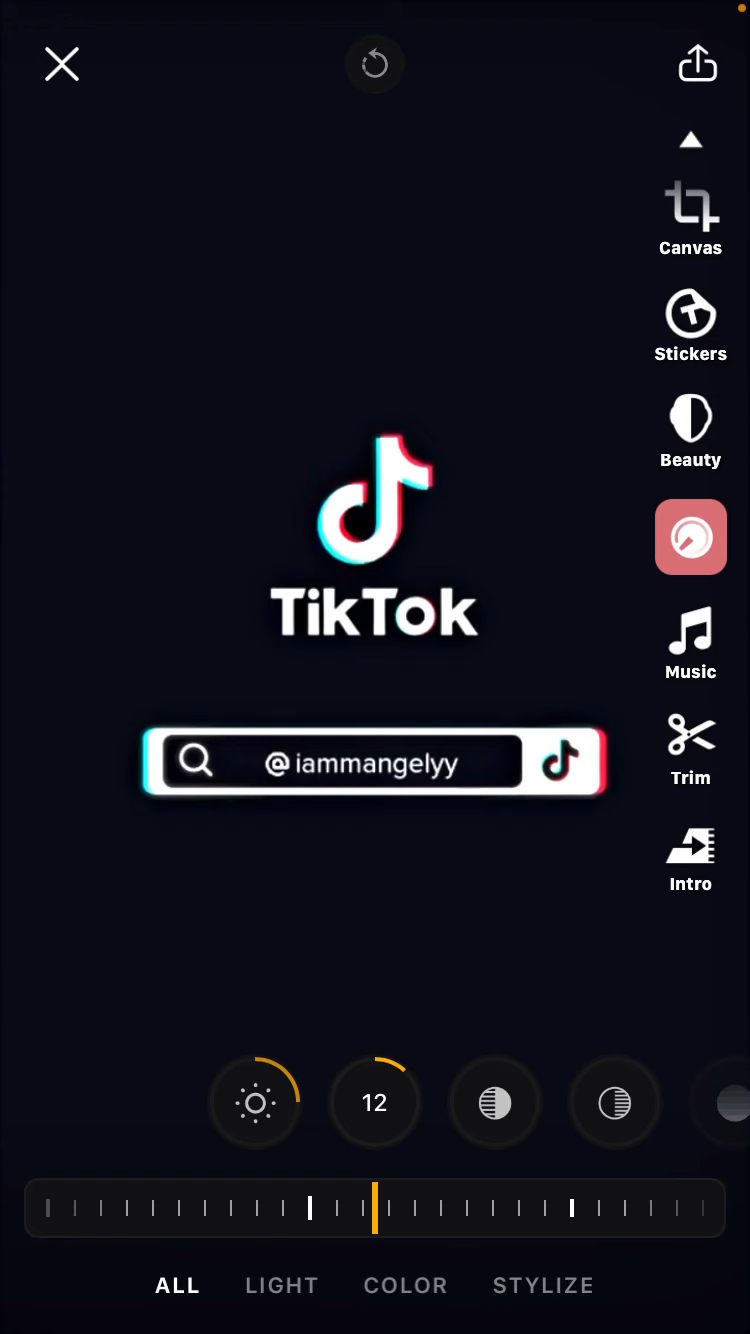 Canvas
Stickers
Beauty
TikTok
Music
@iammangelyy
Trim
Intro
12
ALL LIGHT COLOR STYLIZE